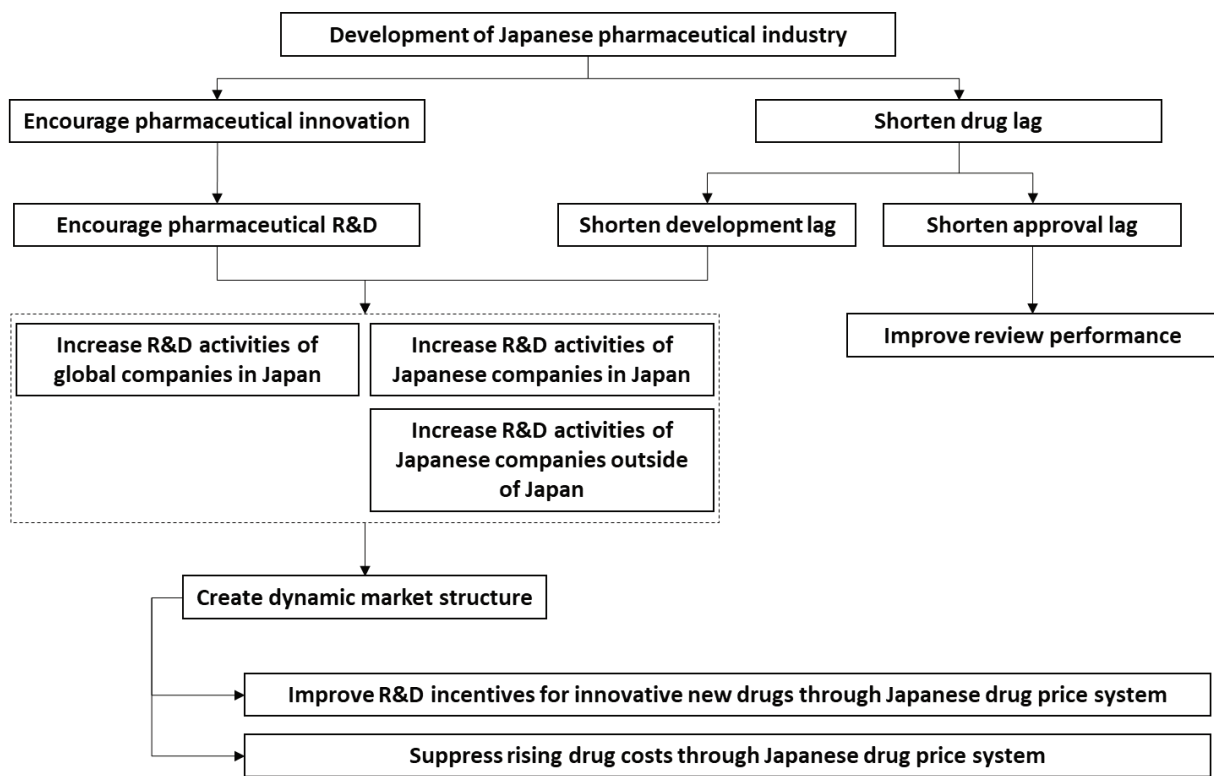 Development of Japanese pharmaceutical industry
Encourage pharmaceutical innovation
Shorten drug lag
Encourage pharmaceutical R&D
Shorten development lag
Shorten approval lag
Increase R&D activities of
global companies in Japan
Increase R&D activities of
Japanese companies in Japan
Improve review performance
Increase R&D activities of
Japanese companies outside
of Japan
Create dynamic market structure
Improve R&D incentives for innovative new drugs through Japanese drug price system
Suppress rising drug costs through Japanese drug price system